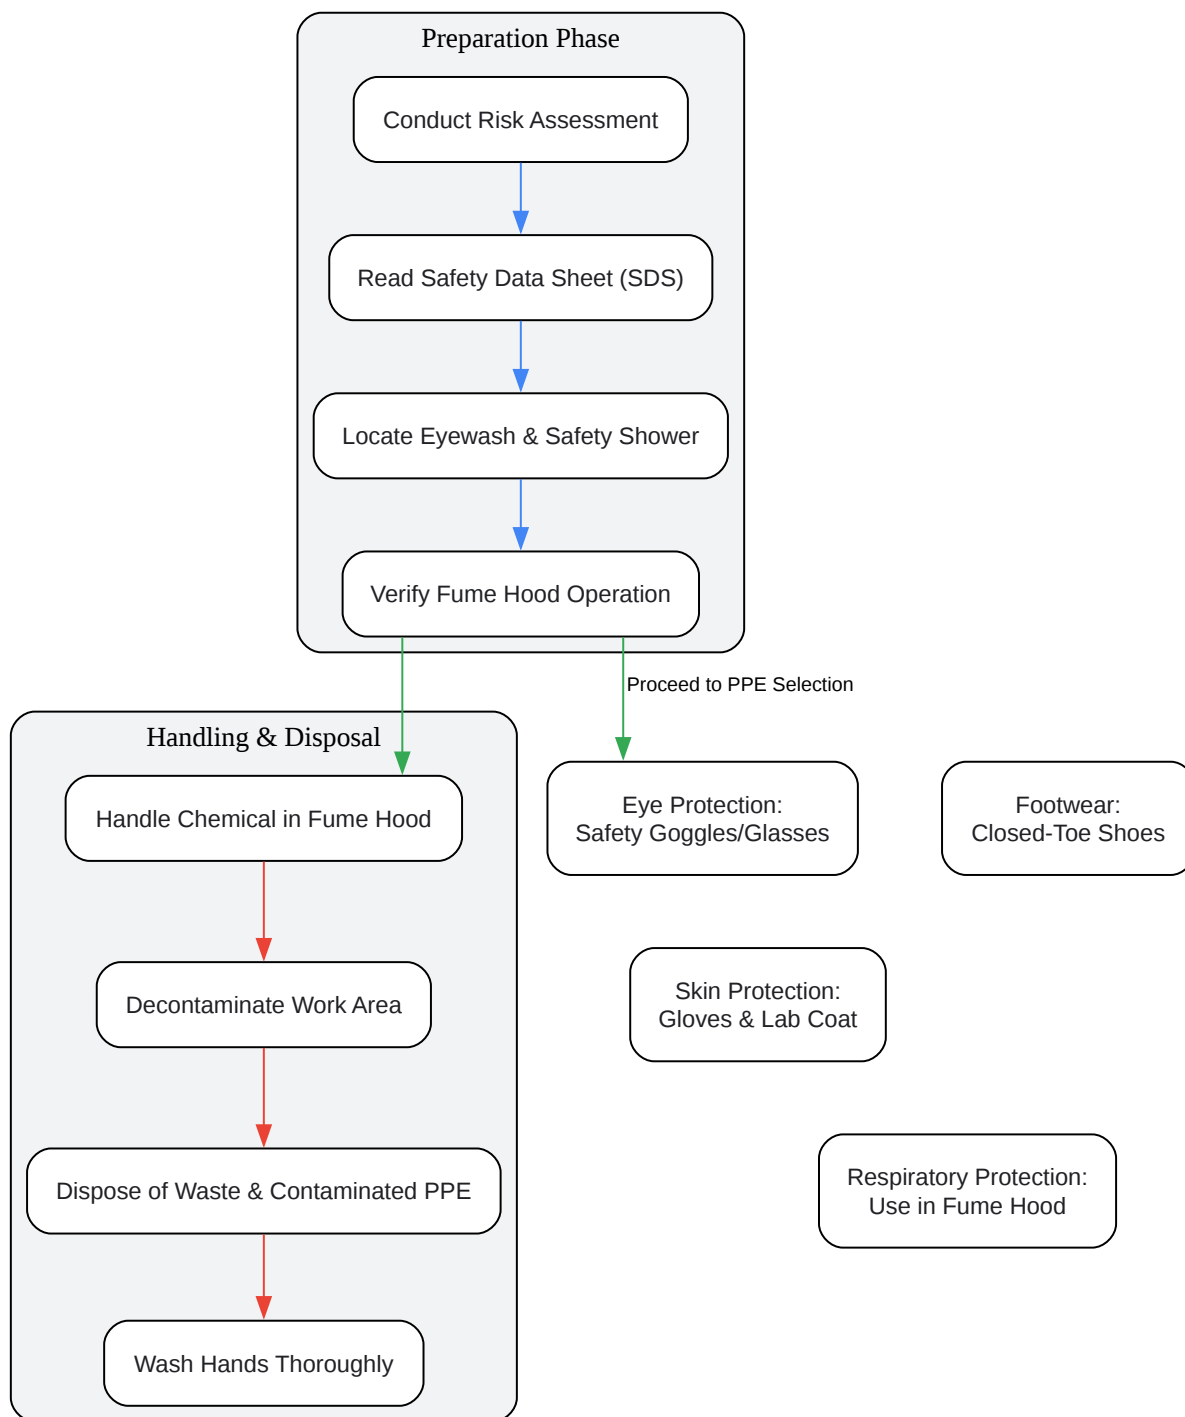 Preparation Phase
Conduct Risk Assessment
Read Safety Data Sheet (SDS)
Locate Eyewash & Safety Shower
Verify Fume Hood Operation
Proceed to PPE Selection
Handling & Disposal
Handle Chemical in Fume Hood
Decontaminate Work Area
Dispose of Waste & Contaminated PPE
Wash Hands Thoroughly
Eye Protection:
Safety Goggles/Glasses
Footwear:
Closed-Toe Shoes
Skin Protection:
Gloves & Lab Coat
Respiratory Protection:
Use in Fume Hood